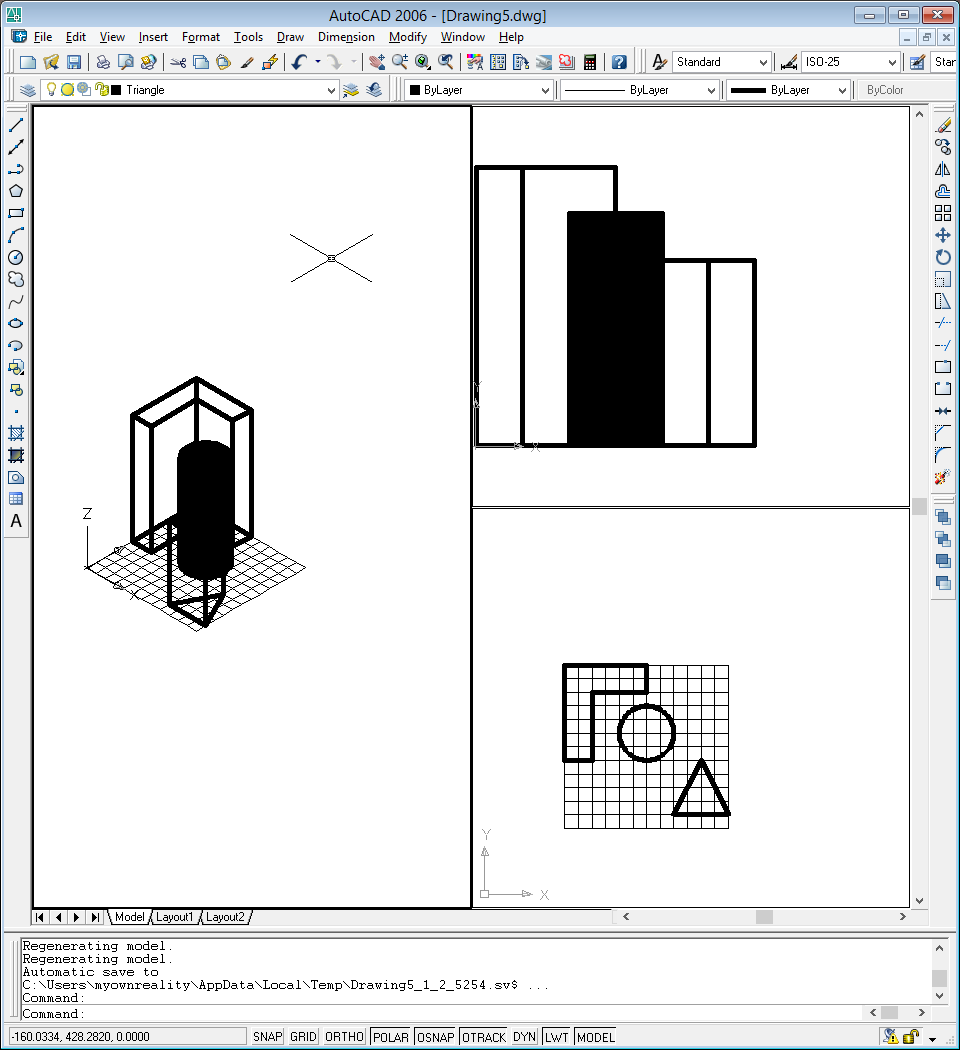 AutoCAD 2006 - [Drawing5.dwg]
File Edit View Insert Format Tools Draw Dimension Modify Window Help
Standard ISO-25 Star
Triangle ByLayer ByLayer ByLayer ByColor
Y
X
Z
X
A
Y
X
Model Layout1 Layout2
Regenerating model.
Regenerating model.
Automatic save to
C:\Users\myownreality\AppData\Local\Temp\Drawing5_1_2_5254.sv$ ...
Command:
Command:
-160.0334, 428.2820, 0.0000 SNAP GRID ORTHO POLAR OSNAP OTRACK DYN LWT MODEL